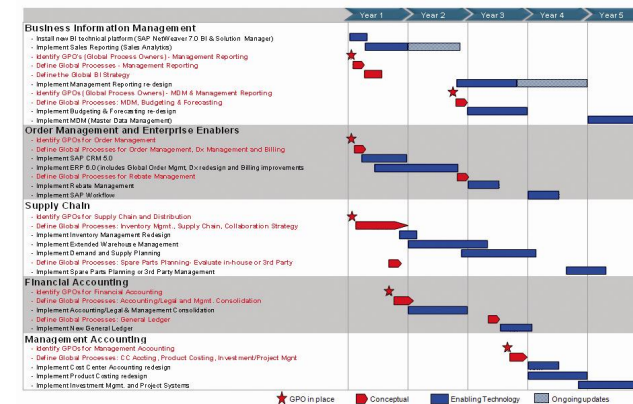 Year 1 Year 2 Year 3 Year 4 Year 5
Business Information Management
- Install new BI technical platform (SAP NetWeaver 7.0 BI & Solution Manager)
- Implement Sales Reporting (Sales Analytics)
- Identify GPO's (Global Process Owners) - Management Reporting
- Define Global Processes - Management Reporting
- Define the Global BI Strategy
- Implement Management Reporting re-design
- Identify GPOs (Global Process Owners) - MDM & Management Reporting
- Define Global Processes: MDM, Budgeting & Forecasting
- Implement Budgeting & Forecasting re-design
- Implement MDM (Master Data Management)
Order Management and Enterprise Enablers
- Identify GPOs for Order Management
- Define Global Processes for Order Management, Dx Management and Billing
- Implement SAP CRM 5.0
- Implement ERP 6.0 (includes Global Order Mgmt, Dx redesign and Billing improvements
- Define Global Processes for Rebate Management
- Implement Rebate Management
- Implement SAP Workflow
Supply Chain
- Identify GPOs for Supply Chain and Distribution
- Define Global Processes: Inventory Mgmt., Supply Chain, Collaboration Strategy
- Implement Inventory Management Redesign
- Implement Extended Warehouse Management
- Implement Demand and Supply Planning
- Define Global Processes: Spare Parts Planning- Evaluate in-house or 3rd Party
- Implement Spare Parts Planning or 3rd Party Management
Financial Accounting
- Identify GPOs for Financial Accounting
- Define Global Processes: Accounting/Legal and Mgmt. Consolidation
- Implement Accounting/Legal & Management Consolidation
- Define Global Processes: General Ledger
- Implement New General Ledger
Management Accounting
- Identify GPOs for Management Accounting
- Define Global Processes: CC Accting, Product Costing, Investment/Project Mgnt
- Implement Cost Center Accounting redesign
- Implement Product Costing redesign
- Implement Investment Mgmt. and Project Systems
GPO in place Conceptual Enabling Technology Ongoing updates